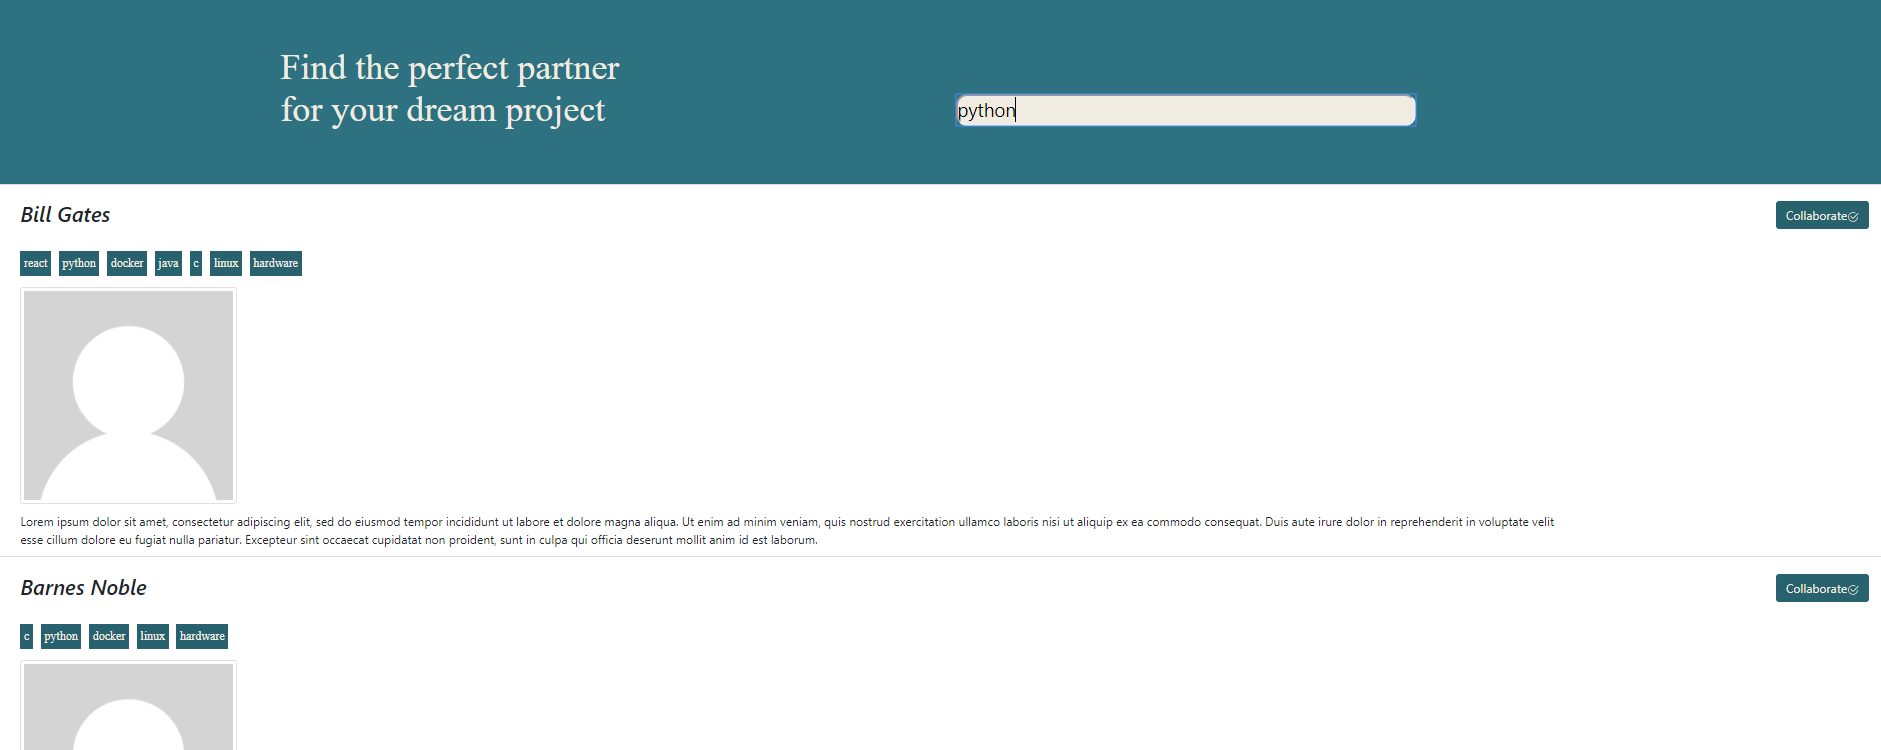 Find the perfect partner
for your dream project
python
Bill Gates
Collaborate
react python docker java c linux hardware
Lorem ipsum dolor sit amet, consectetur adipiscing elit, sed do eiusmod tempor incididunt ut labore et dolore magna aliqua. Ut enim ad minim veniam, quis nostrud exercitation ullamco laboris nisi ut aliquip ex ea commodo consequat. Duis aute irure dolor in reprehenderit in voluptate velit
esse cillum dolore eu fugiat nulla pariatur. Excepteur sint occaecat cupidatat non proident, sunt in culpa qui officia deserunt mollit anim id est laborum.
Barnes Noble
Collaborate
c python docker linux hardware